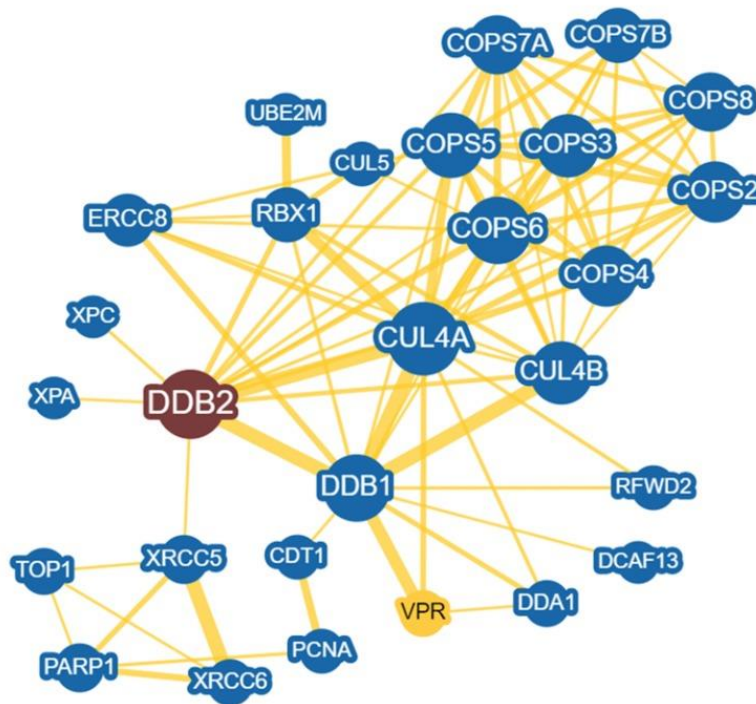 COPS7A
COPS7B
COPS8
UBE2M
COPS5
COPS3
CUL5
COPS2
ERCC8
RBX1
COPS6
COPS4
XPC
CUL4A
CUL4B
XPA
DDB2
DDB1
RFWD2
XRCC5
CDT1
DCAF13
TOP1
VPR
DDA1
PARP1
XRCC6
PCNA